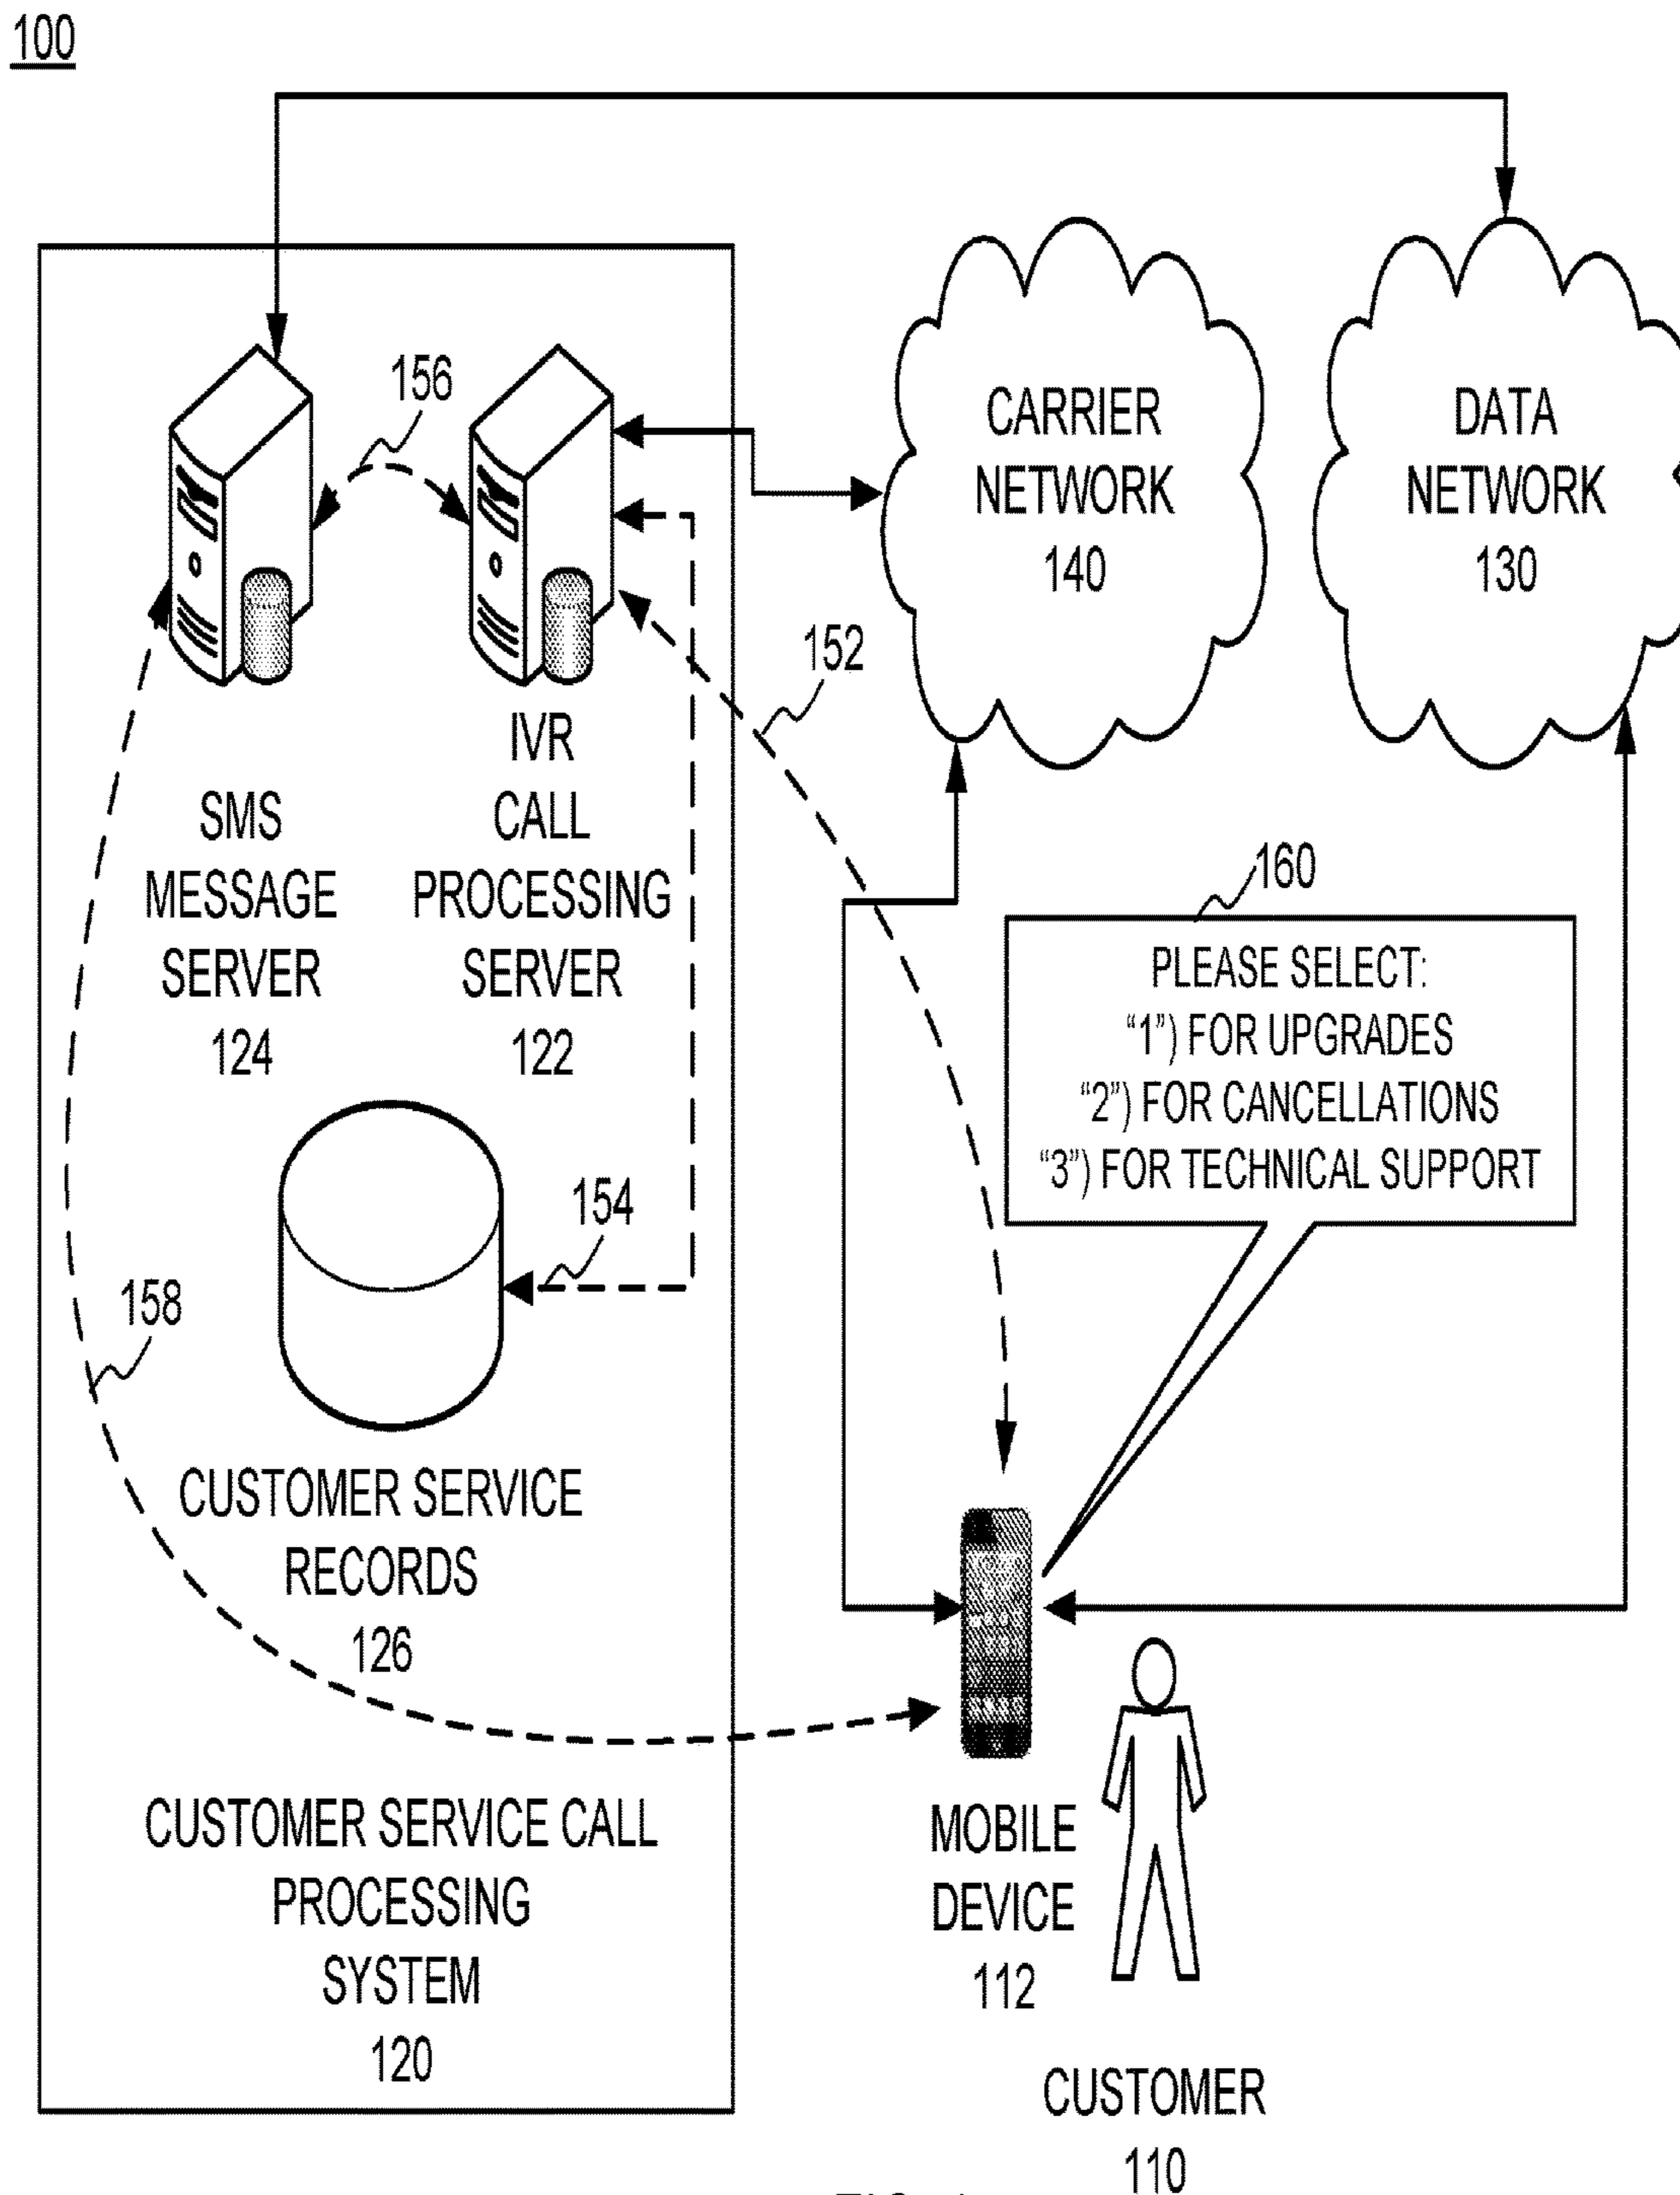 100
156
CARRIER
NETWORK
140
DATA
NETWORK
130
152
SMS
MESSAGE
SERVER
124
IVR
CALL
PROCESSING
SERVER
122
160
PLEASE SELECT:
“1”) FOR UPGRADES
“2”) FOR CANCELLATIONS
“3”) FOR TECHNICAL SUPPORT
154
158
CUSTOMER SERVICE
RECORDS
126
CUSTOMER SERVICE CALL
PROCESSING
SYSTEM
120
MOBILE
DEVICE
112
CUSTOMER
110